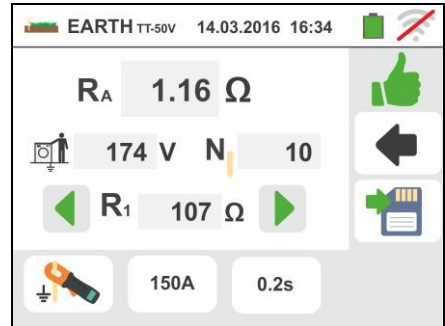 EARTH TT-50V 14.03.2016 16:34
RA 1.16 Ω
174 V N 10
R1 107 Ω
150A 0.2s